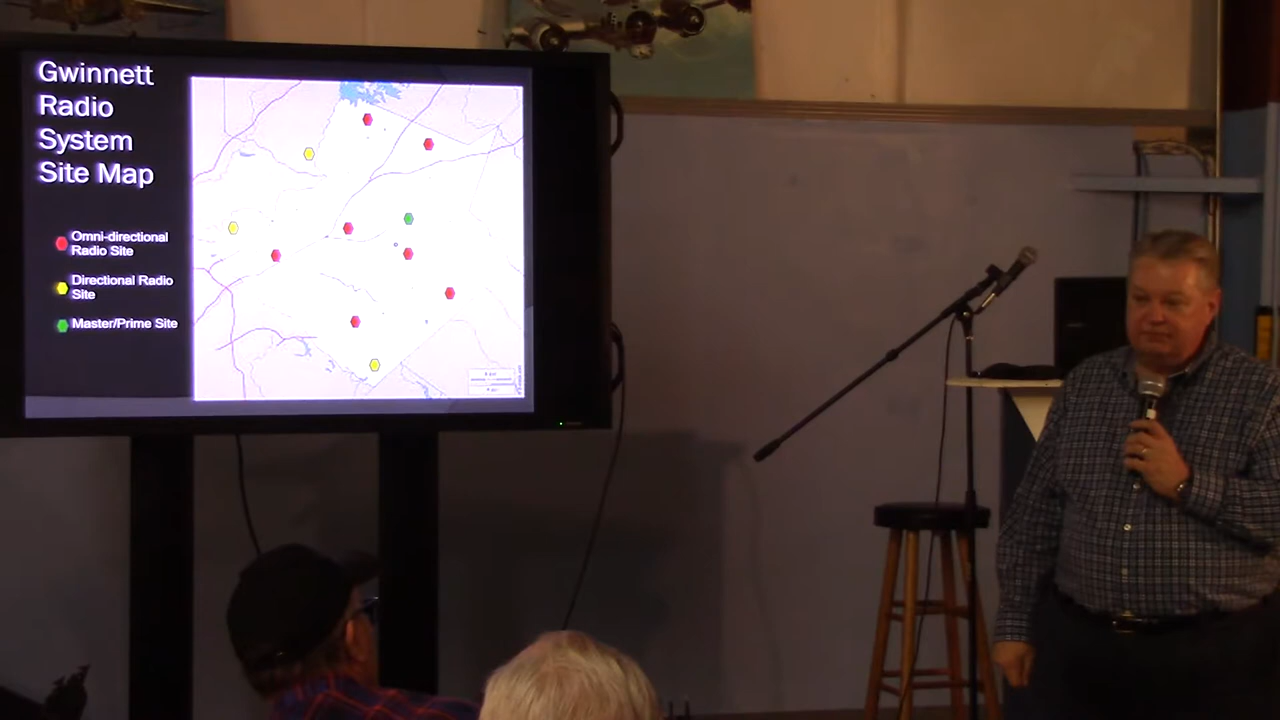 Gwinnett
Radio
System
Site Map
Omni-directional
Radio Site
Directional Radio
Site
Master/Prime Site